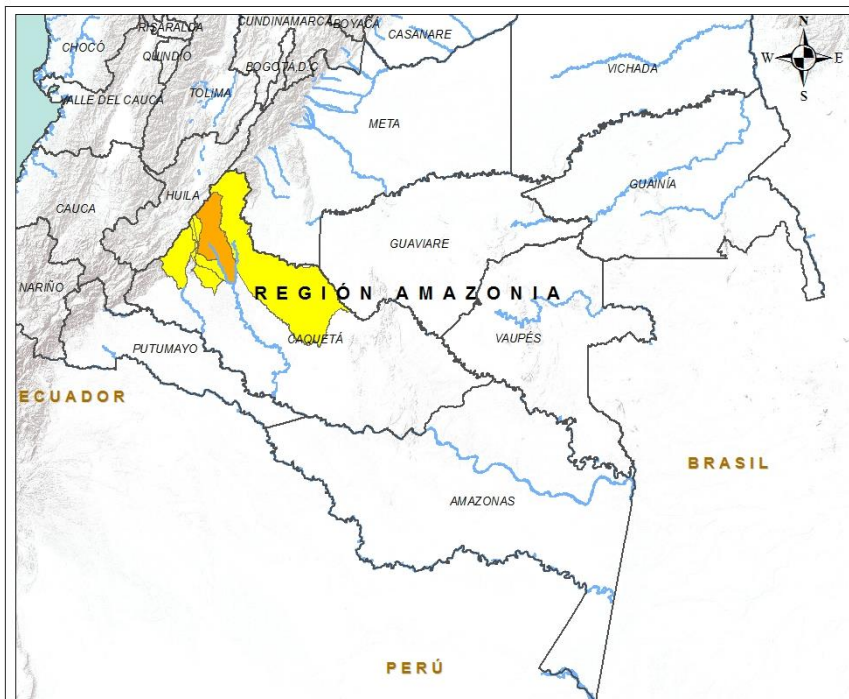 CUNDINAMARCA
BOYACÁ
RISARALDA
CASANARE
N
CHOCÓ
QUINDIO
W
E
BOGOTÁ,D.C
VICHADA
TOLIMA
VALLE DEL CAUCA
S
META
HUILA
GUAINÍA
CAUCA
GUAVIARE
NARIÑO
REGIÓN AMAZONIA
CAQUETÁ
VAUPÉS
PUTUMAYO
ECUADOR
BRASIL
AMAZONAS
PERÚ